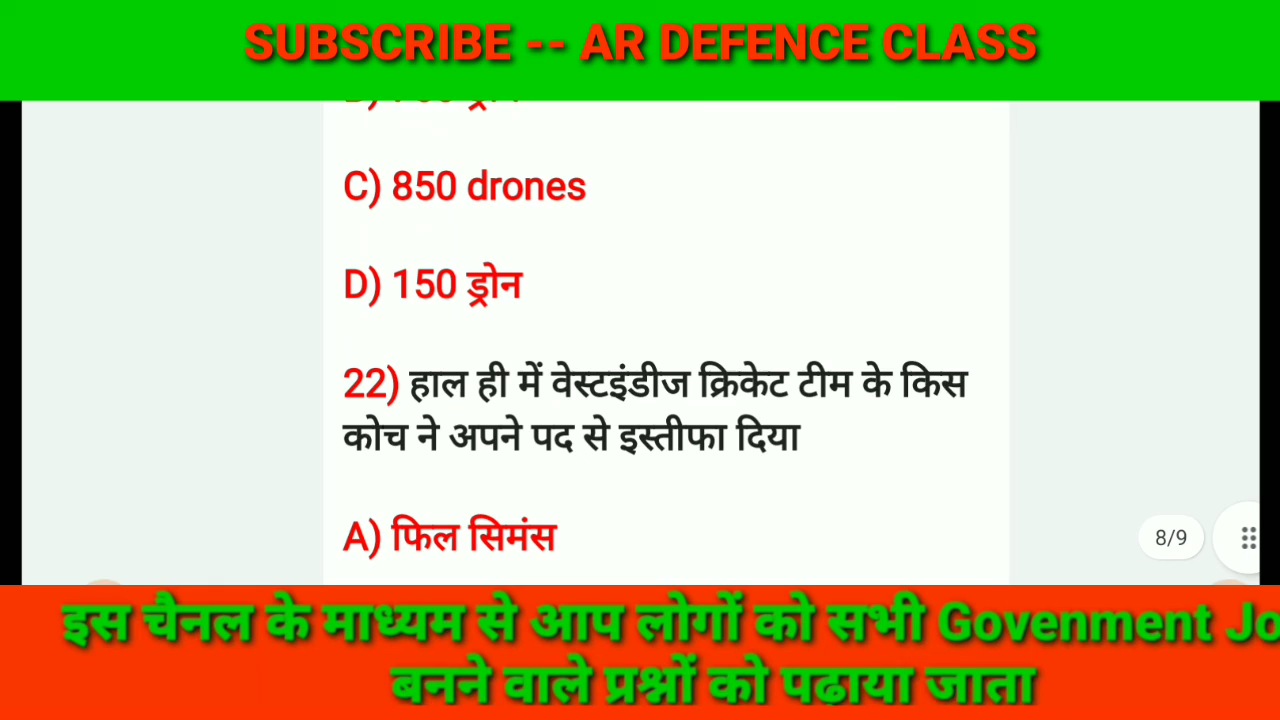 SUBSCRIBE -- AR DEFENCE CLASS
C) 850 drones
D) 150 ड्रोन
22) हाल ही में वेस्टइंडीज क्रिकेट टीम के किस
कोच ने अपने पद से इस्तीफा दिया
A) फिल सिमंस
8/9
इस चैनल के माध्यम से आप लोगों को सभी Govenment Jo
बनने वाले प्रश्नों को पढाया जाता